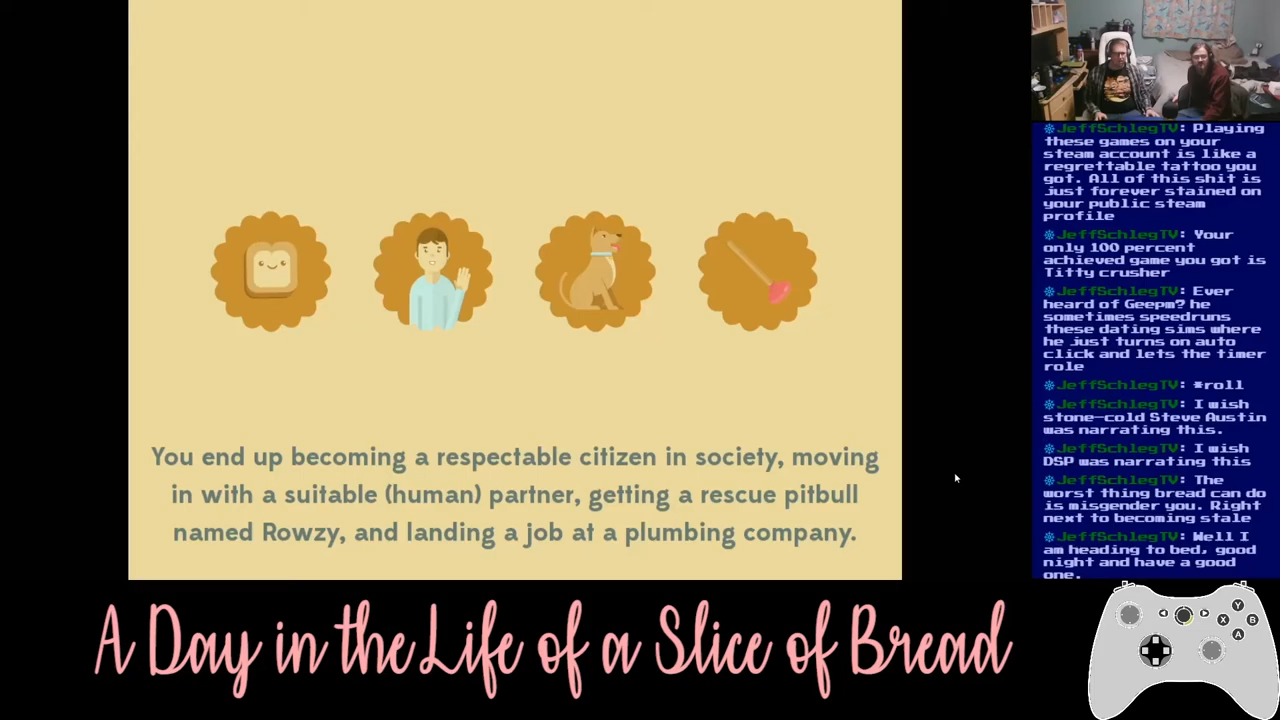 You end up becoming a respectable citizen in society, moving
in with a suitable (human) partner, getting a rescue pitbull
named Rowzy, and landing a job at a plumbing company.
A Day in the Life of a Slice of Bread
JeffSchlegTV: Playing
these games on your
steam account is like a
regrettable tattoo you
got. All of this shit is
just forever stained on
your public steam
profile
JeffSchlegTV: Your
only 100 percent
achieved game you got is
Titty crusher
JeffSchlegTV: Ever
heard of Geepm? he
sometimes speedruns
these dating sims where
he just turns on auto
click and lets the timer
role
JeffSchlegTV: *roll
JeffSchlegTV: I wish
stone-cold Steve Austin
was narrating this.
JeffSchlegTV: I wish
DSP was narrating this
JeffSchlegTV: The
worst thing bread can do
is misgender you. Right
next to becoming stale
JeffSchlegTV: Well I
am heading to bed, good
night and have a good
one.
Y
X
B
A